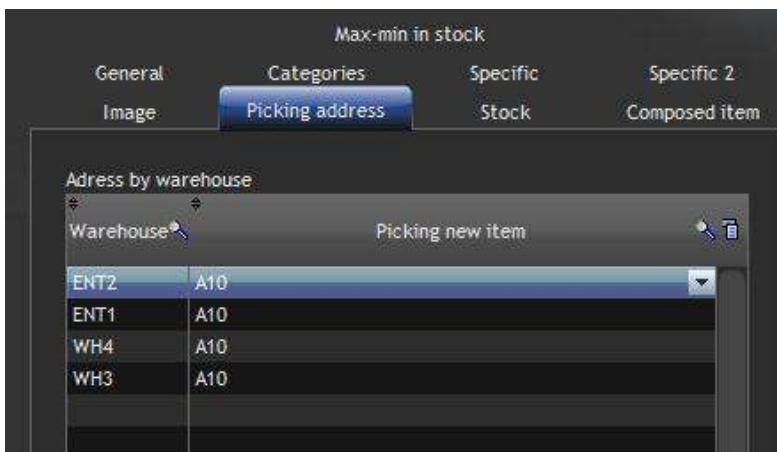 Max-min in stock
General Categories Specific Specific 2
Image Picking address Stock Composed item
Adress by warehouse
Warehouse Picking new item
ENT2 A10
ENT1 A10
WH4 A10
WH3 A10